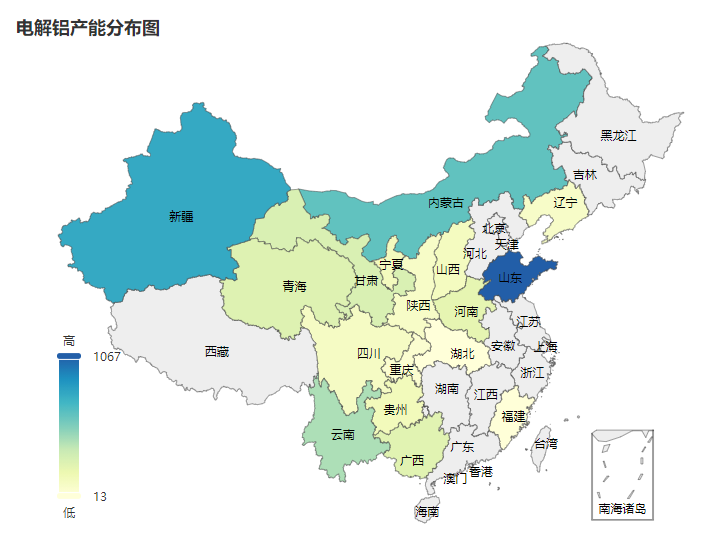 电解铝产能分布图
黑龙江
吉林
辽宁
新疆
内蒙古
北京
天津
河北
宁夏
山西
山东
青海
甘肃
陕西
河南
江苏
上海
安徽
西藏
四川
重庆
湖北
浙江
湖南
江西
贵州
福建
云南
广西
广东
台湾
香港
澳门
海南
南海诸岛
高
1067
13
低